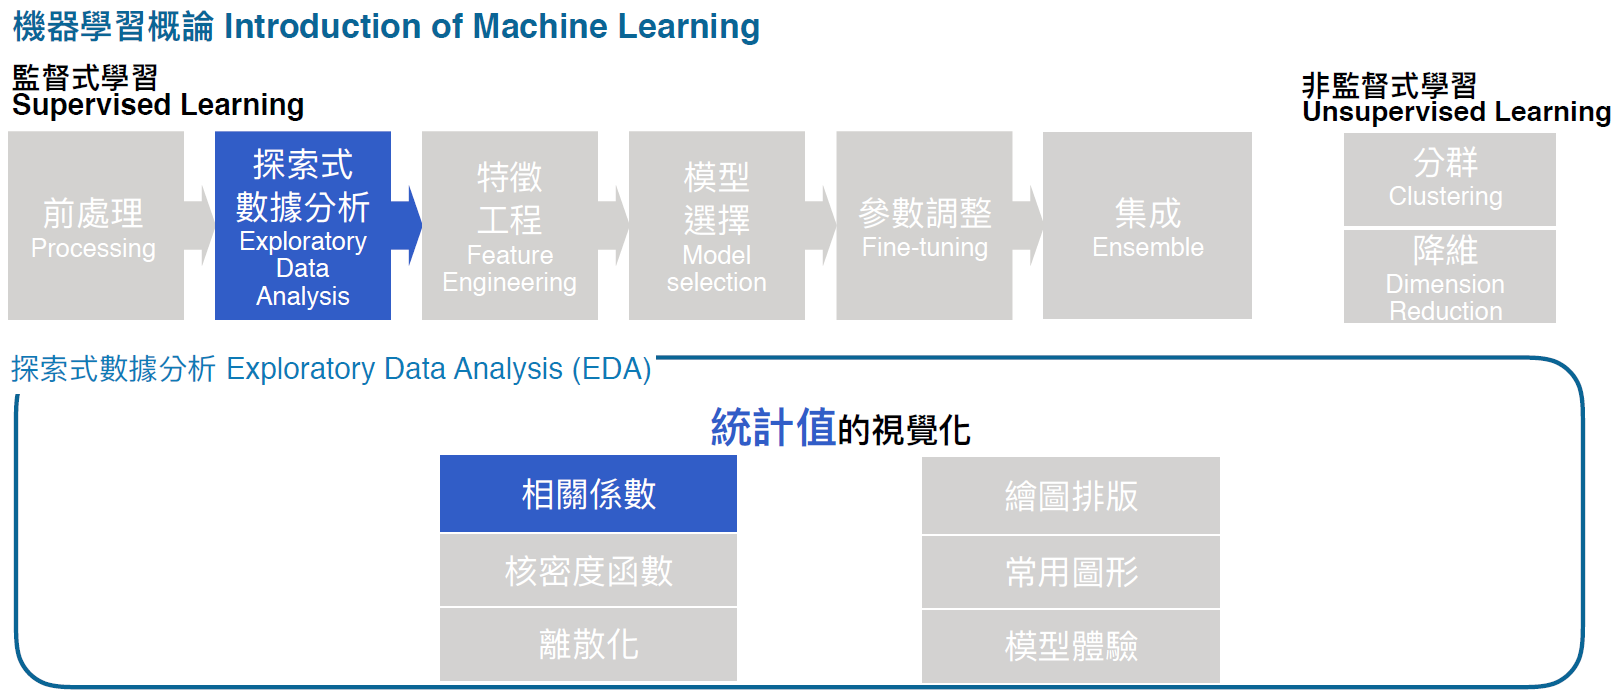 機器學習概論 Introduction of Machine Learning
監督式學習
Supervised Learning
非監督式學習
Unsupervised Learning
前處理
Processing
探索式
數據分析
Exploratory
Data
Analysis
特徵
工程
Feature
Engineering
模型
選擇
Model
selection
參數調整
Fine-tuning
集成
Ensemble
分群
Clustering
降維
Dimension
Reduction
探索式數據分析 Exploratory Data Analysis (EDA)
統計值的視覺化
相關係數
核密度函數
離散化
繪圖排版
常用圖形
模型體驗